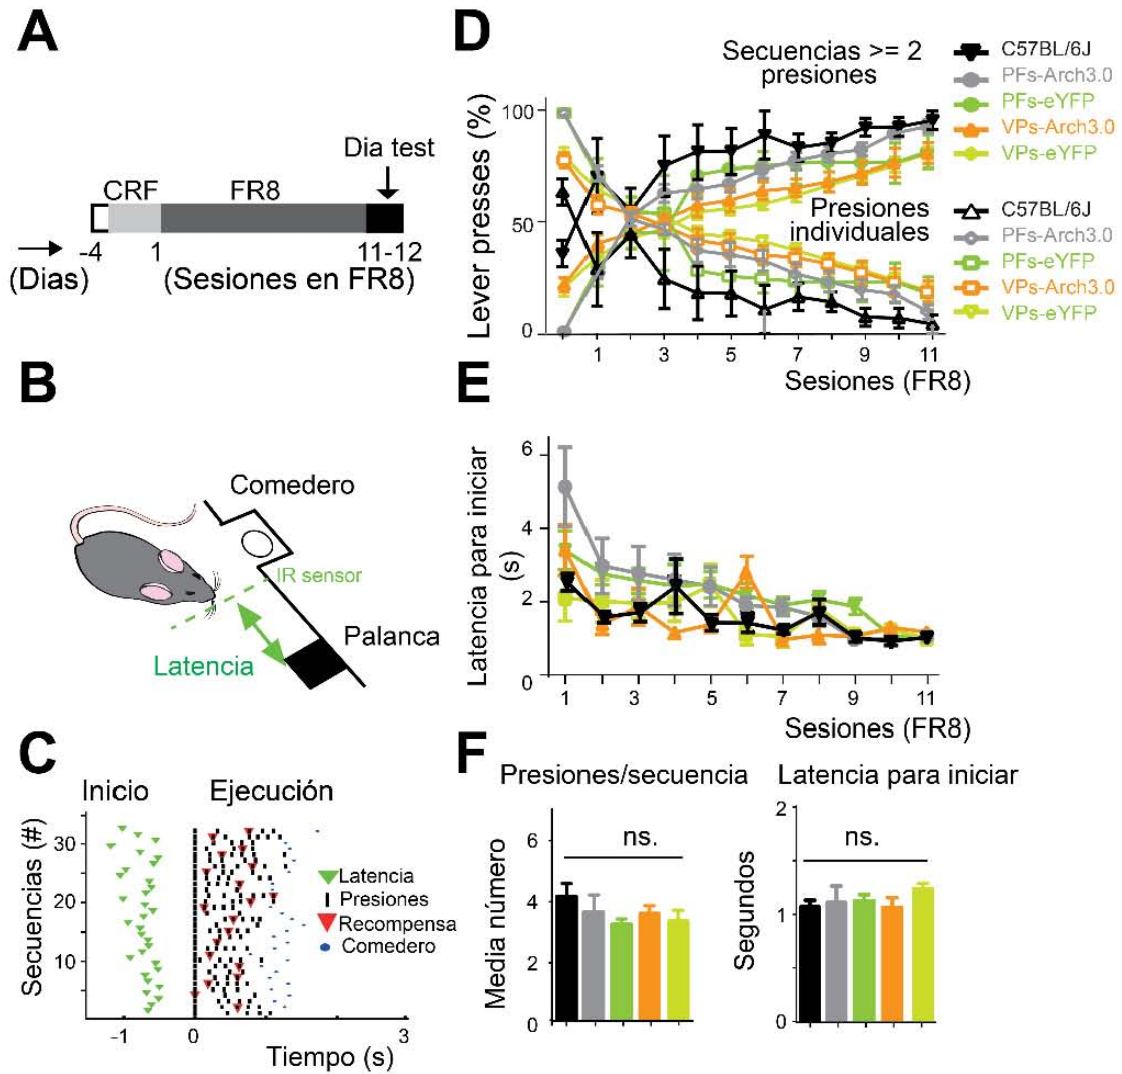 A
CRF
FR8
Dia test
-4
1
11-12
(Dias)
(Sesiones en FR8)
B
Comedero
IR sensor
Palanca
Latencia
C
Inicio
Ejecución
Secuencias (#)
30
20
10
Latencia
Presiones
Recompensa
Comedero
-1
0
3
Tiempo (s)
D
Secuencias >= 2
presiones
Lever presses (%)
100
50
0
Presiones
individuales
1
3
5
7
9
11
Sesiones (FR8)
C57BL/6J
PFs-Arch3.0
PFs-eYFP
VPs-Arch3.0
VPs-eYFP
C57BL/6J
PFs-Arch3.0
PFs-eYFP
VPs-Arch3.0
VPs-eYFP
E
Latencia para iniciar
(s)
6
4
2
0
1
3
5
7
9
11
Sesiones (FR8)
F
Presiones/secuencia
Media número
6
4
2
0
ns.
Latencia para iniciar
Segundos
2
1
0
ns.